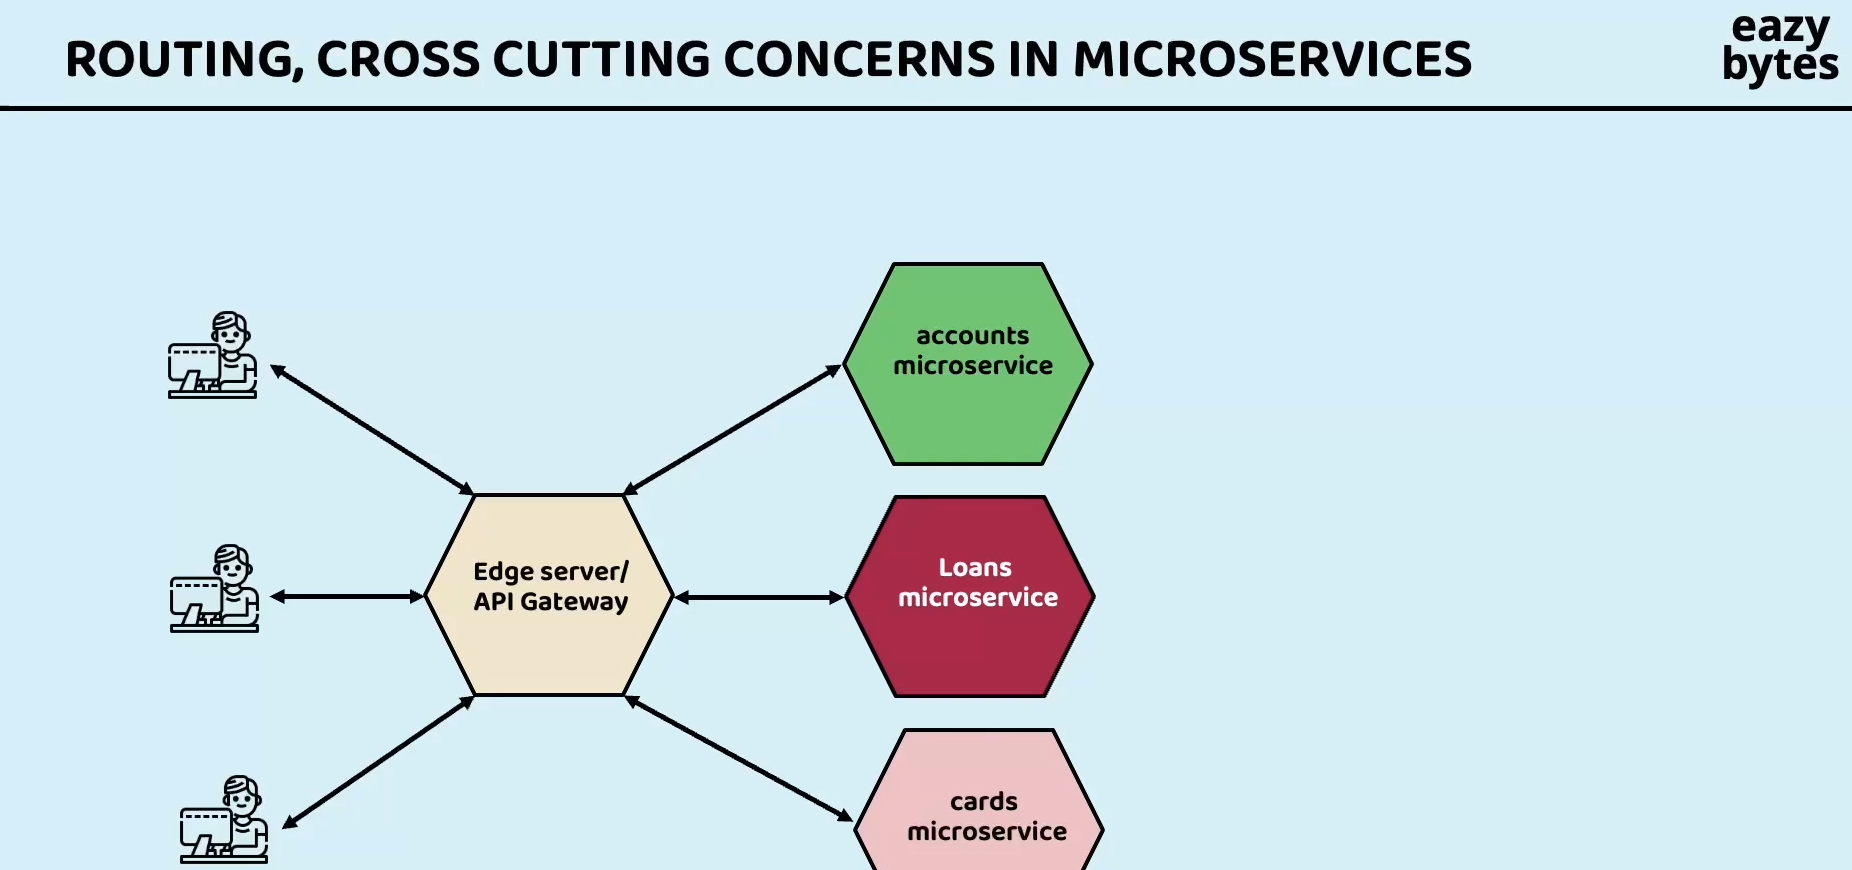 ROUTING, CROSS CUTTING CONCERNS IN MICROSERVICES
eazy
bytes
accounts
microservice
Edge server/
API Gateway
Loans
microservice
cards
microservice